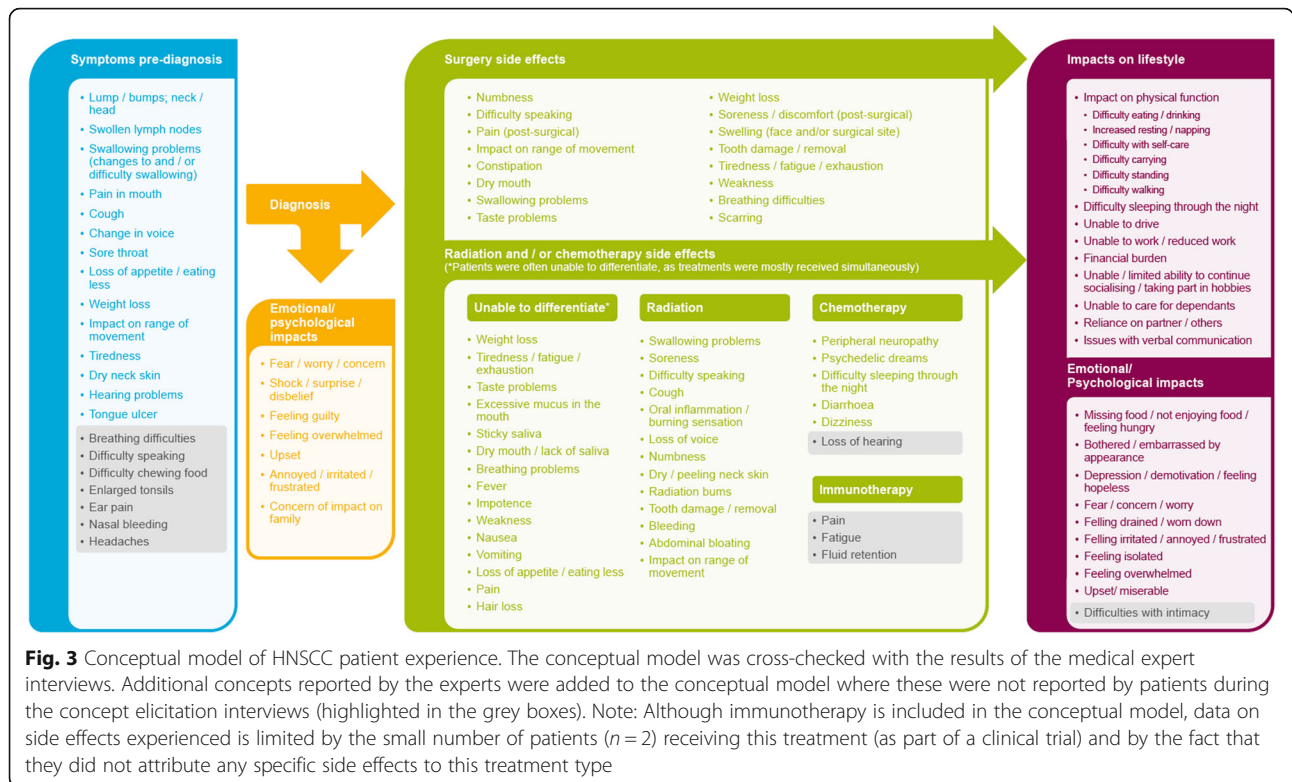 Symptoms pre-diagnosis
• Lump / bumps; neck /
head
• Swollen lymph nodes
• Swallowing problems
(changes to and / or
difficulty swallowing)
• Pain in mouth
• Cough
• Change in voice
• Sore throat
• Loss of appetite / eating
less
• Weight loss
• Impact on range of
movement
• Tiredness
• Dry neck skin
• Hearing problems
• Tongue ulcer
• Breathing difficulties
• Difficulty speaking
• Difficulty chewing food
• Enlarged tonsils
• Ear pain
• Nasal bleeding
• Headaches
Diagnosis
Emotional/
psychological
impacts
• Fear / worry / concern
• Shock / surprise /
disbelief
• Feeling guilty
• Feeling overwhelmed
• Upset
• Annoyed / irritated /
frustrated
• Concern of impact on
family
Surgery side effects
• Numbness
• Difficulty speaking
• Pain (post-surgical)
• Impact on range of movement
• Constipation
• Dry mouth
• Swallowing problems
• Taste problems
• Weight loss
• Soreness / discomfort (post-surgical)
• Swelling (face and/or surgical site)
• Tooth damage / removal
• Tiredness / fatigue / exhaustion
• Weakness
• Breathing difficulties
• Scarring
Radiation and / or chemotherapy side effects
(*Patients were often unable to differentiate, as treatments were mostly received simultaneously)
Unable to differentiate*
• Weight loss
• Tiredness / fatigue /
exhaustion
• Taste problems
• Excessive mucus in the
mouth
• Sticky saliva
• Dry mouth / lack of saliva
• Breathing problems
• Fever
• Impotence
• Weakness
• Nausea
• Vomiting
• Loss of appetite / eating less
• Pain
• Hair loss
Radiation
• Swallowing problems
• Soreness
• Difficulty speaking
• Cough
• Oral inflammation /
burning sensation
• Loss of voice
• Numbness
• Dry / peeling neck skin
• Radiation burns
• Tooth damage / removal
• Bleeding
• Abdominal bloating
• Impact on range of
movement
Chemotherapy
• Peripheral neuropathy
• Psychedelic dreams
• Difficulty sleeping through
the night
• Diarrhoea
• Dizziness
• Loss of hearing
Immunotherapy
• Pain
• Fatigue
• Fluid retention
Impacts on lifestyle
• Impact on physical function
• Difficulty eating / drinking
• Increased resting / napping
• Difficulty with self-care
• Difficulty carrying
• Difficulty standing
• Difficulty walking
• Difficulty sleeping through the night
• Unable to drive
• Unable to work / reduced work
• Financial burden
• Unable / limited ability to continue
socialising / taking part in hobbies
• Unable to care for dependants
• Reliance on partner / others
• Issues with verbal communication
Emotional/
Psychological impacts
• Missing food / not enjoying food /
feeling hungry
• Bothered / embarrassed by
appearance
• Depression / demotivation / feeling
hopeless
• Fear / concern / worry
• Felling drained / worn down
• Felling irritated / annoyed / frustrated
• Feeling isolated
• Feeling overwhelmed
• Upset/ miserable
• Difficulties with intimacy
Fig. 3 Conceptual model of HNSCC patient experience. The conceptual model was cross-checked with the results of the medical expert
interviews. Additional concepts reported by the experts were added to the conceptual model where these were not reported by patients during
the concept elicitation interviews (highlighted in the grey boxes). Note: Although immunotherapy is included in the conceptual model, data on
side effects experienced is limited by the small number of patients (n = 2) receiving this treatment (as part of a clinical trial) and by the fact that
they did not attribute any specific side effects to this treatment type